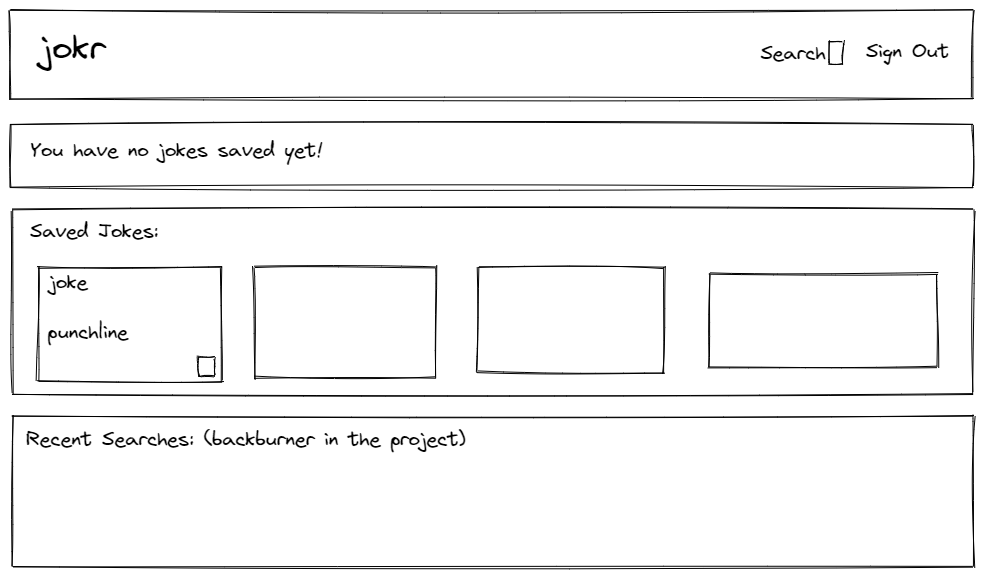 jokr
Search Sign Out
You have no jokes saved yet!
Saved Jokes:
joke
punchline
Recent Searches: (backburner in the project)